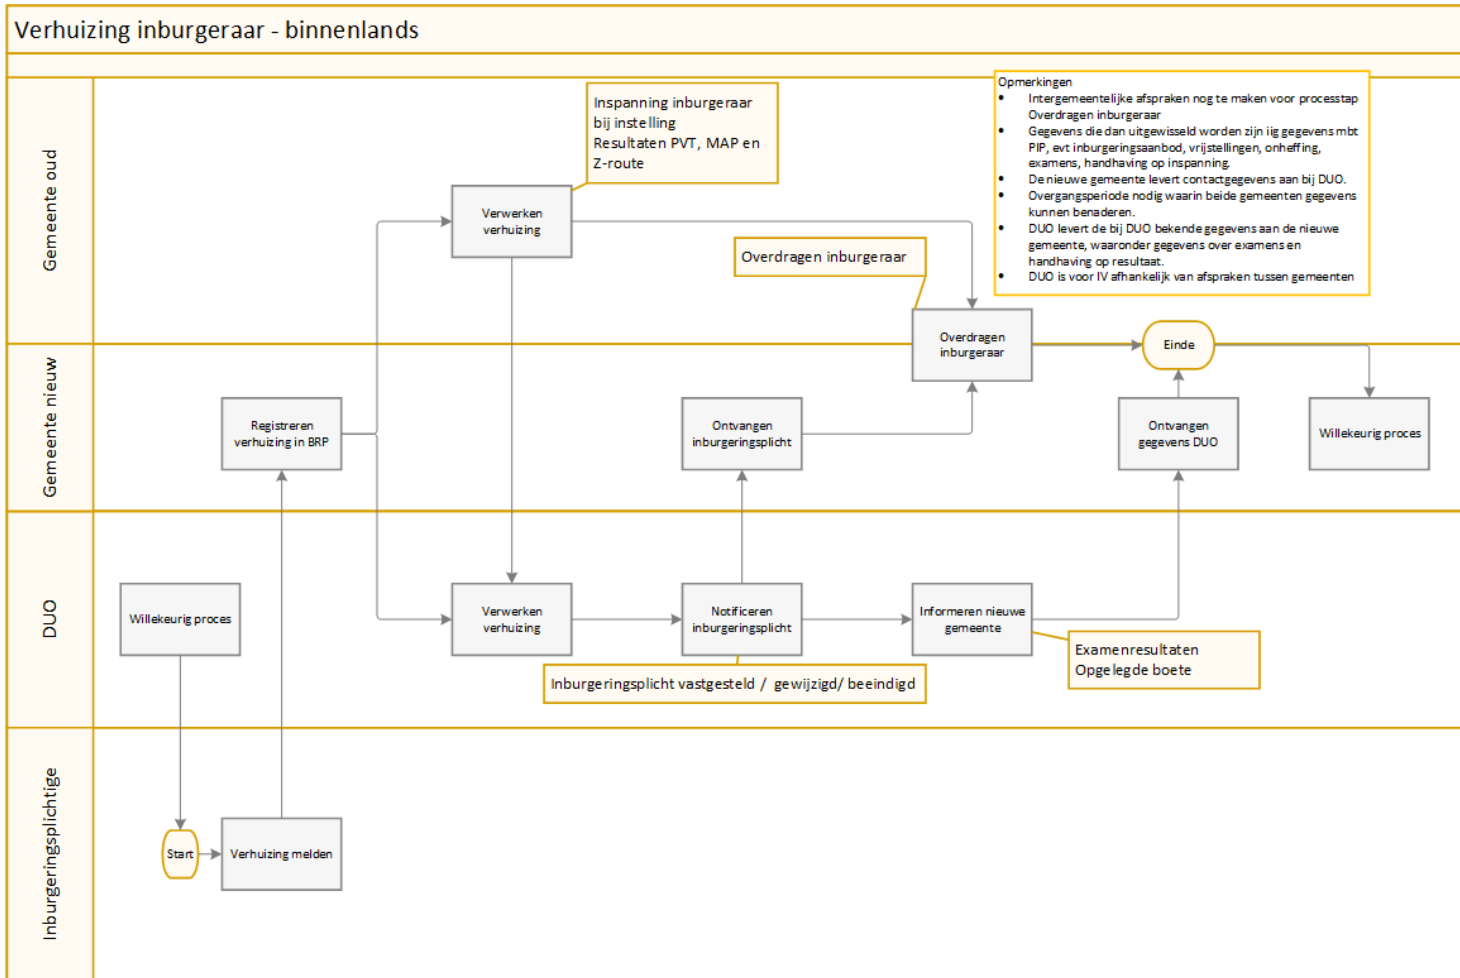 Verhuizing inburgeraar - binnenlands
Gemeente oud
Inspanning inburgeraar
bij instelling
Resultaten PVT, MAP en
Z-route
Opmerkingen
• Intergemeentelijke afspraken nog te maken voor processtap
Overdragen inburgeraar
• Gegevens die dan uitgewisseld worden zijn iig gegevens mbt
PIP, evt inburgeringsaanbod, vrijstellingen, onheffing,
examens, handhaving op inspanning.
• De nieuwe gemeente levert contactgegevens aan bij DUO.
• Overgangsperiode nodig waarin beide gemeenten gegevens
kunnen benaderen.
• DUO levert de bij DUO bekende gegevens aan de nieuwe
gemeente, waaronder gegevens over examens en
handhaving op resultaat.
• DUO is voor IV afhankelijk van afspraken tussen gemeenten
Verwerken
verhuizing
Overdragen inburgeraar
Overdragen
inburgeraar
Einde
Gemeente nieuw
Registreren
verhuizing in BRP
Ontvangen
inburgeringsplicht
Ontvangen
gegevens DUO
Willekeurig proces
DUO
Willekeurig proces
Verwerken
verhuizing
Notificeren
inburgeringsplicht
Informeren nieuwe
gemeente
Examenresultaten
Opgelegde boete
Inburgeringsplicht vastgesteld / gewijzigd/ beeindigd
Inburgeringsplichtige
Start
Verhuizing melden